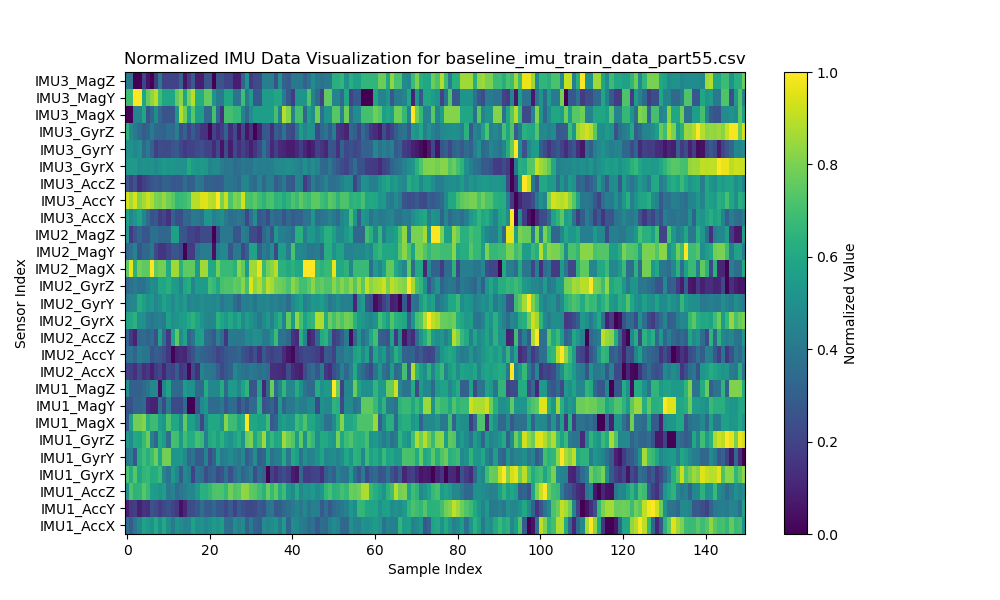 Normalized IMU Data Visualization for baseline_imu_train_data_part55.csv
IMU3_MagZ
IMU3_MagY
IMU3_MagX
IMU3_GyrZ
IMU3_GyrY
IMU3_GyrX
IMU3_AccZ
IMU3_AccY
IMU3_AccX
IMU2_MagZ
IMU2_MagY
IMU2_MagX
IMU2_GyrZ
IMU2_GyrY
IMU2_GyrX
IMU2_AccZ
IMU2_AccY
IMU2_AccX
IMU1_MagZ
IMU1_MagY
IMU1_MagX
IMU1_GyrZ
IMU1_GyrY
IMU1_GyrX
IMU1_AccZ
IMU1_AccY
IMU1_AccX
Sensor Index
0 20 40 60 80 100 120 140
Sample Index
1.0
0.8
0.6
0.4
0.2
0.0
Normalized Value